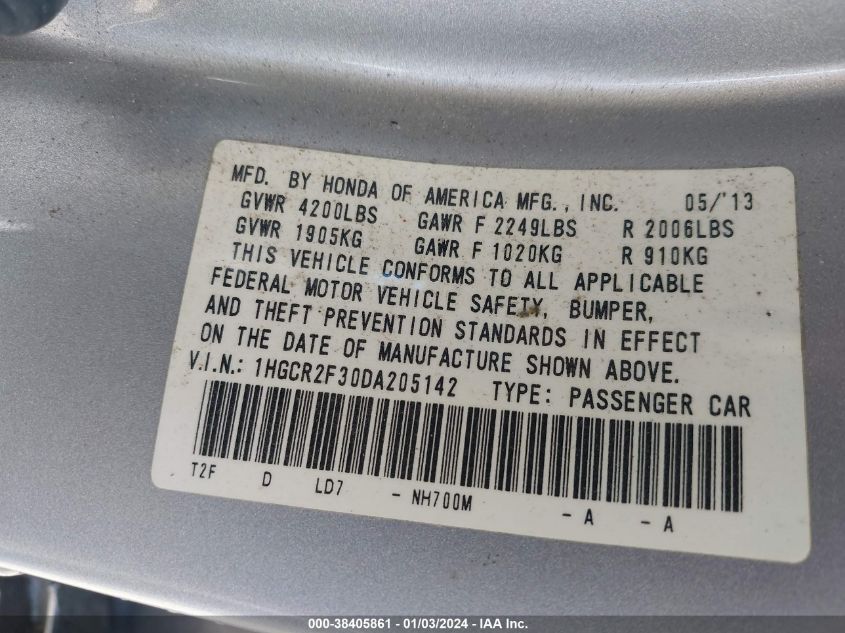 MFD. BY HONDA OF AMERICA MFG., INC. 05/'13
GVWR 4200LBS GAWR F 2249LBS R 2006LBS
GVWR 1905KG GAWR F 1020KG R 910KG
THIS VEHICLE CONFORMS TO ALL APPLICABLE
FEDERAL MOTOR VEHICLE SAFETY, BUMPER,
AND THEFT PREVENTION STANDARDS IN EFFECT
ON THE DATE OF MANUFACTURE SHOWN ABOVE.
V.I.N.: 1HGCR2F30DA205142 TYPE: PASSENGER CAR
T2F D LD7 - NH700M - A - A
000-38405861 - 01/03/2024 - IAA Inc.